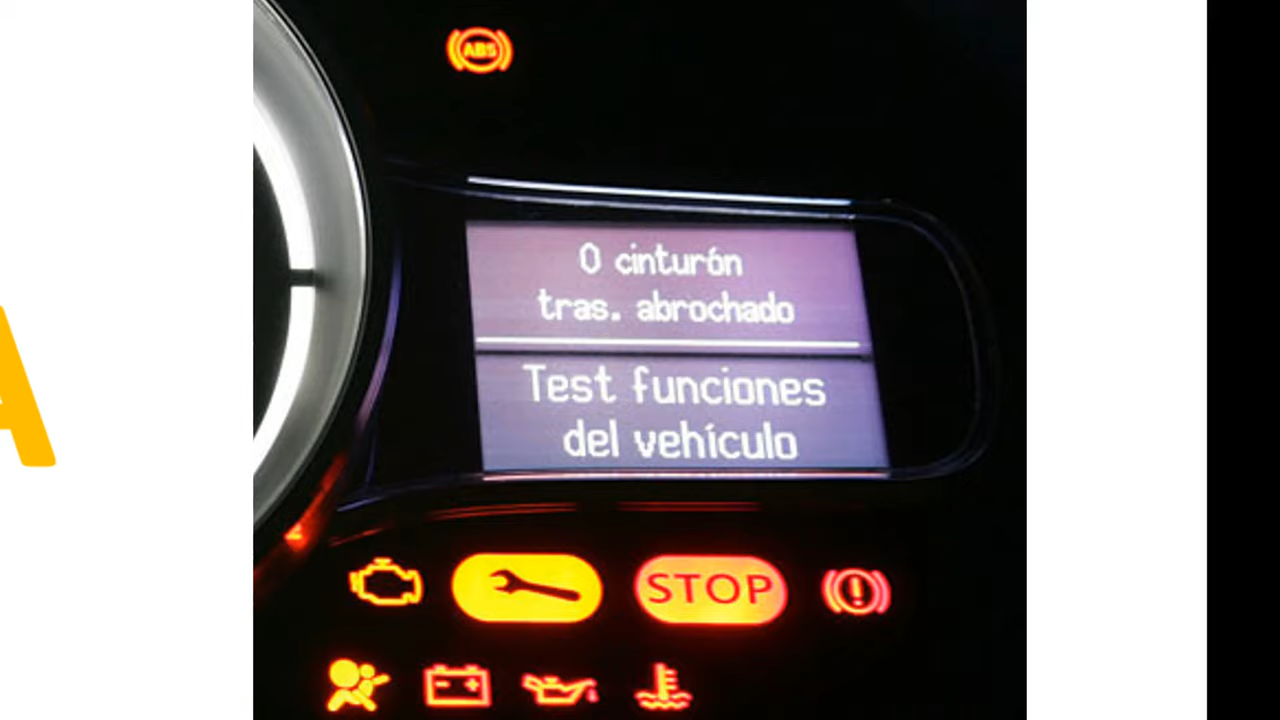 A
ABS
0 cinturón
tras. abrochado
Test funciones
del vehículo
STOP